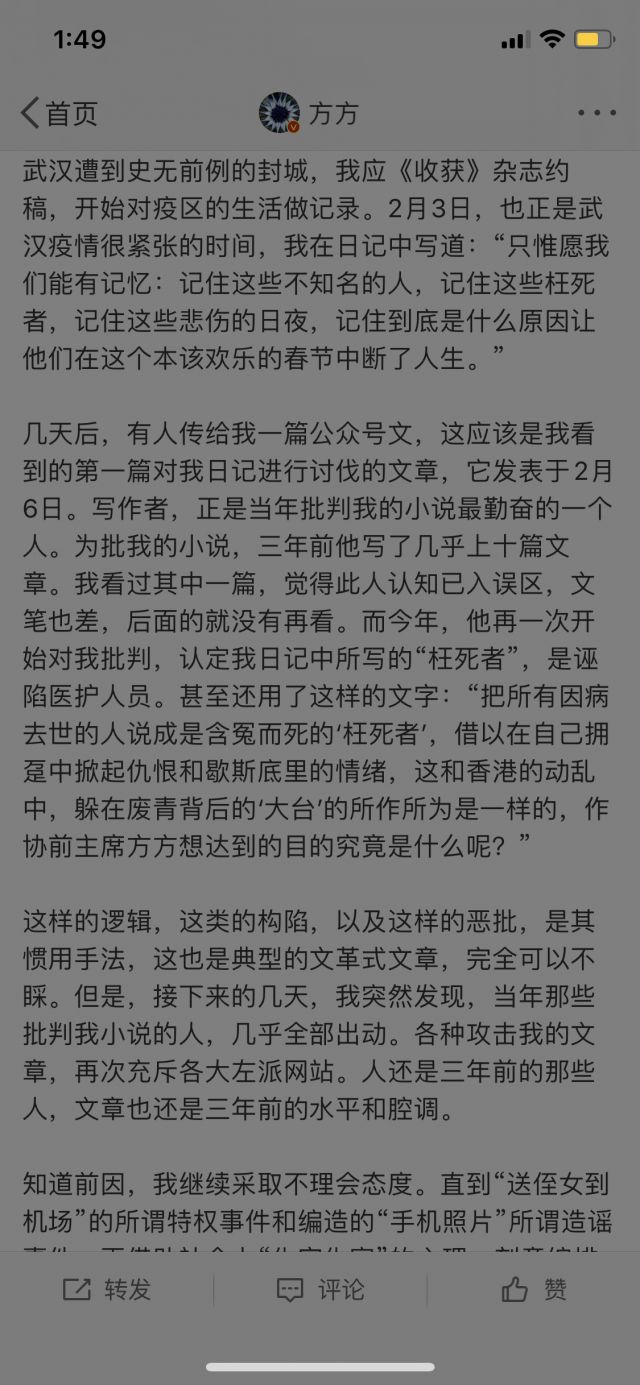 1:49
首页
方方
武汉遭到史无前例的封城，我应《收获》杂志约
稿，开始对疫区的生活做记录。2月3日，也正是武
汉疫情很紧张的时间，我在日记中写道：“只惟愿我
们能有记忆：记住这些不知名的人，记住这些枉死
者，记住这些悲伤的日夜，记住到底是什么原因让
他们在这个本该欢乐的春节中断了人生。”
几天后，有人传给我一篇公众号文，这应该是我看
到的第一篇对我日记进行讨伐的文章，它发表于2月
6日。写作者，正是当年批判我的小说最勤奋的一个
人。为批我的小说，三年前他写了几乎上十篇文
章。我看过其中一篇，觉得此人认知已入误区，文
笔也差，后面的就没有再看。而今年，他再一次开
始对我批判，认定我日记中所写的“枉死者”，是诬
陷医护人员。甚至还用了这样的文字：“把所有因病
去世的人说成是含冤而死的‘枉死者’，借以在自己拥
趸中掀起仇恨和歇斯底里的情绪，这和香港的动乱
中，躲在废青背后的‘大台’的所作所为是一样的，作
协前主席方方想达到的目的究竟是什么呢？”
这样的逻辑，这类的构陷，以及这样的恶批，是其
惯用手法，这也是典型的文革式文章，完全可以不
睬。但是，接下来的几天，我突然发现，当年那些
批判我小说的人，几乎全部出动。各种攻击我的文
章，再次充斥各大左派网站。人还是三年前的那些
人，文章也还是三年前的水平和腔调。
知道前因，我继续采取不理会态度。直到“送侄女到
机场”的所谓特权事件和编造的“手机照片”所谓造谣
转发
评论
赞